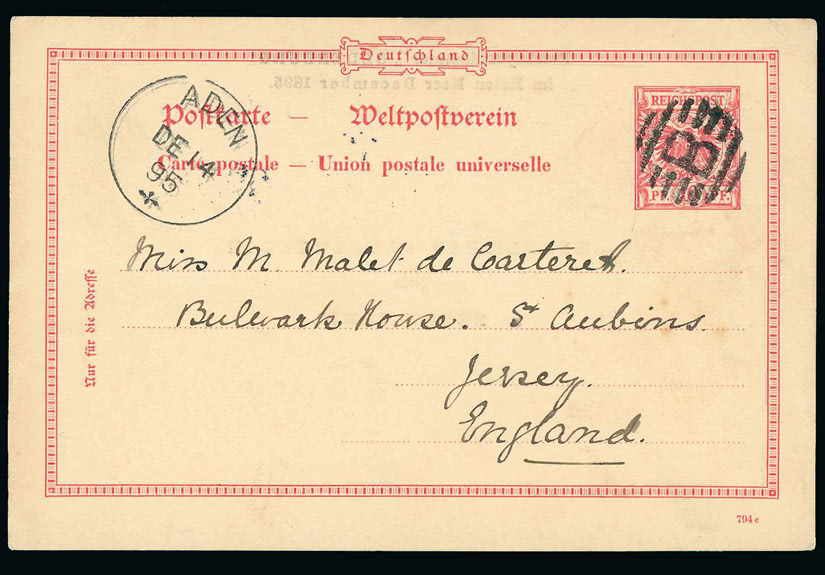 Deutschland
im Roten Meer December 1895.
ADEN
DE 14
95
Postkarte — Weltpostverein
Carte postale — Union postale universelle
REICHSPOST
B
Nur für die Adresse
Miss M. Malet de Carteret.
Bulwark House. St Aubins.
Jersey.
England.
794 e